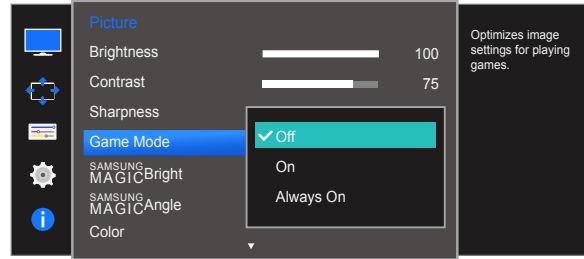 Picture
Brightness 100
Contrast 75
Sharpness
Game Mode
SAMSUNG
MAGICBright
SAMSUNG
MAGICAngle
Color
Off
On
Always On
Optimizes image
settings for playing
games.